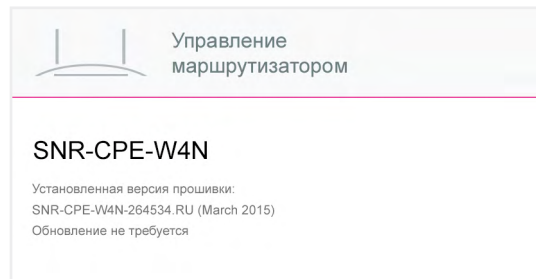 Управление
маршрутизатором
SNR-CPE-W4N
Установленная версия прошивки:
SNR-CPE-W4N-264534.RU (March 2015)
Обновление не требуется